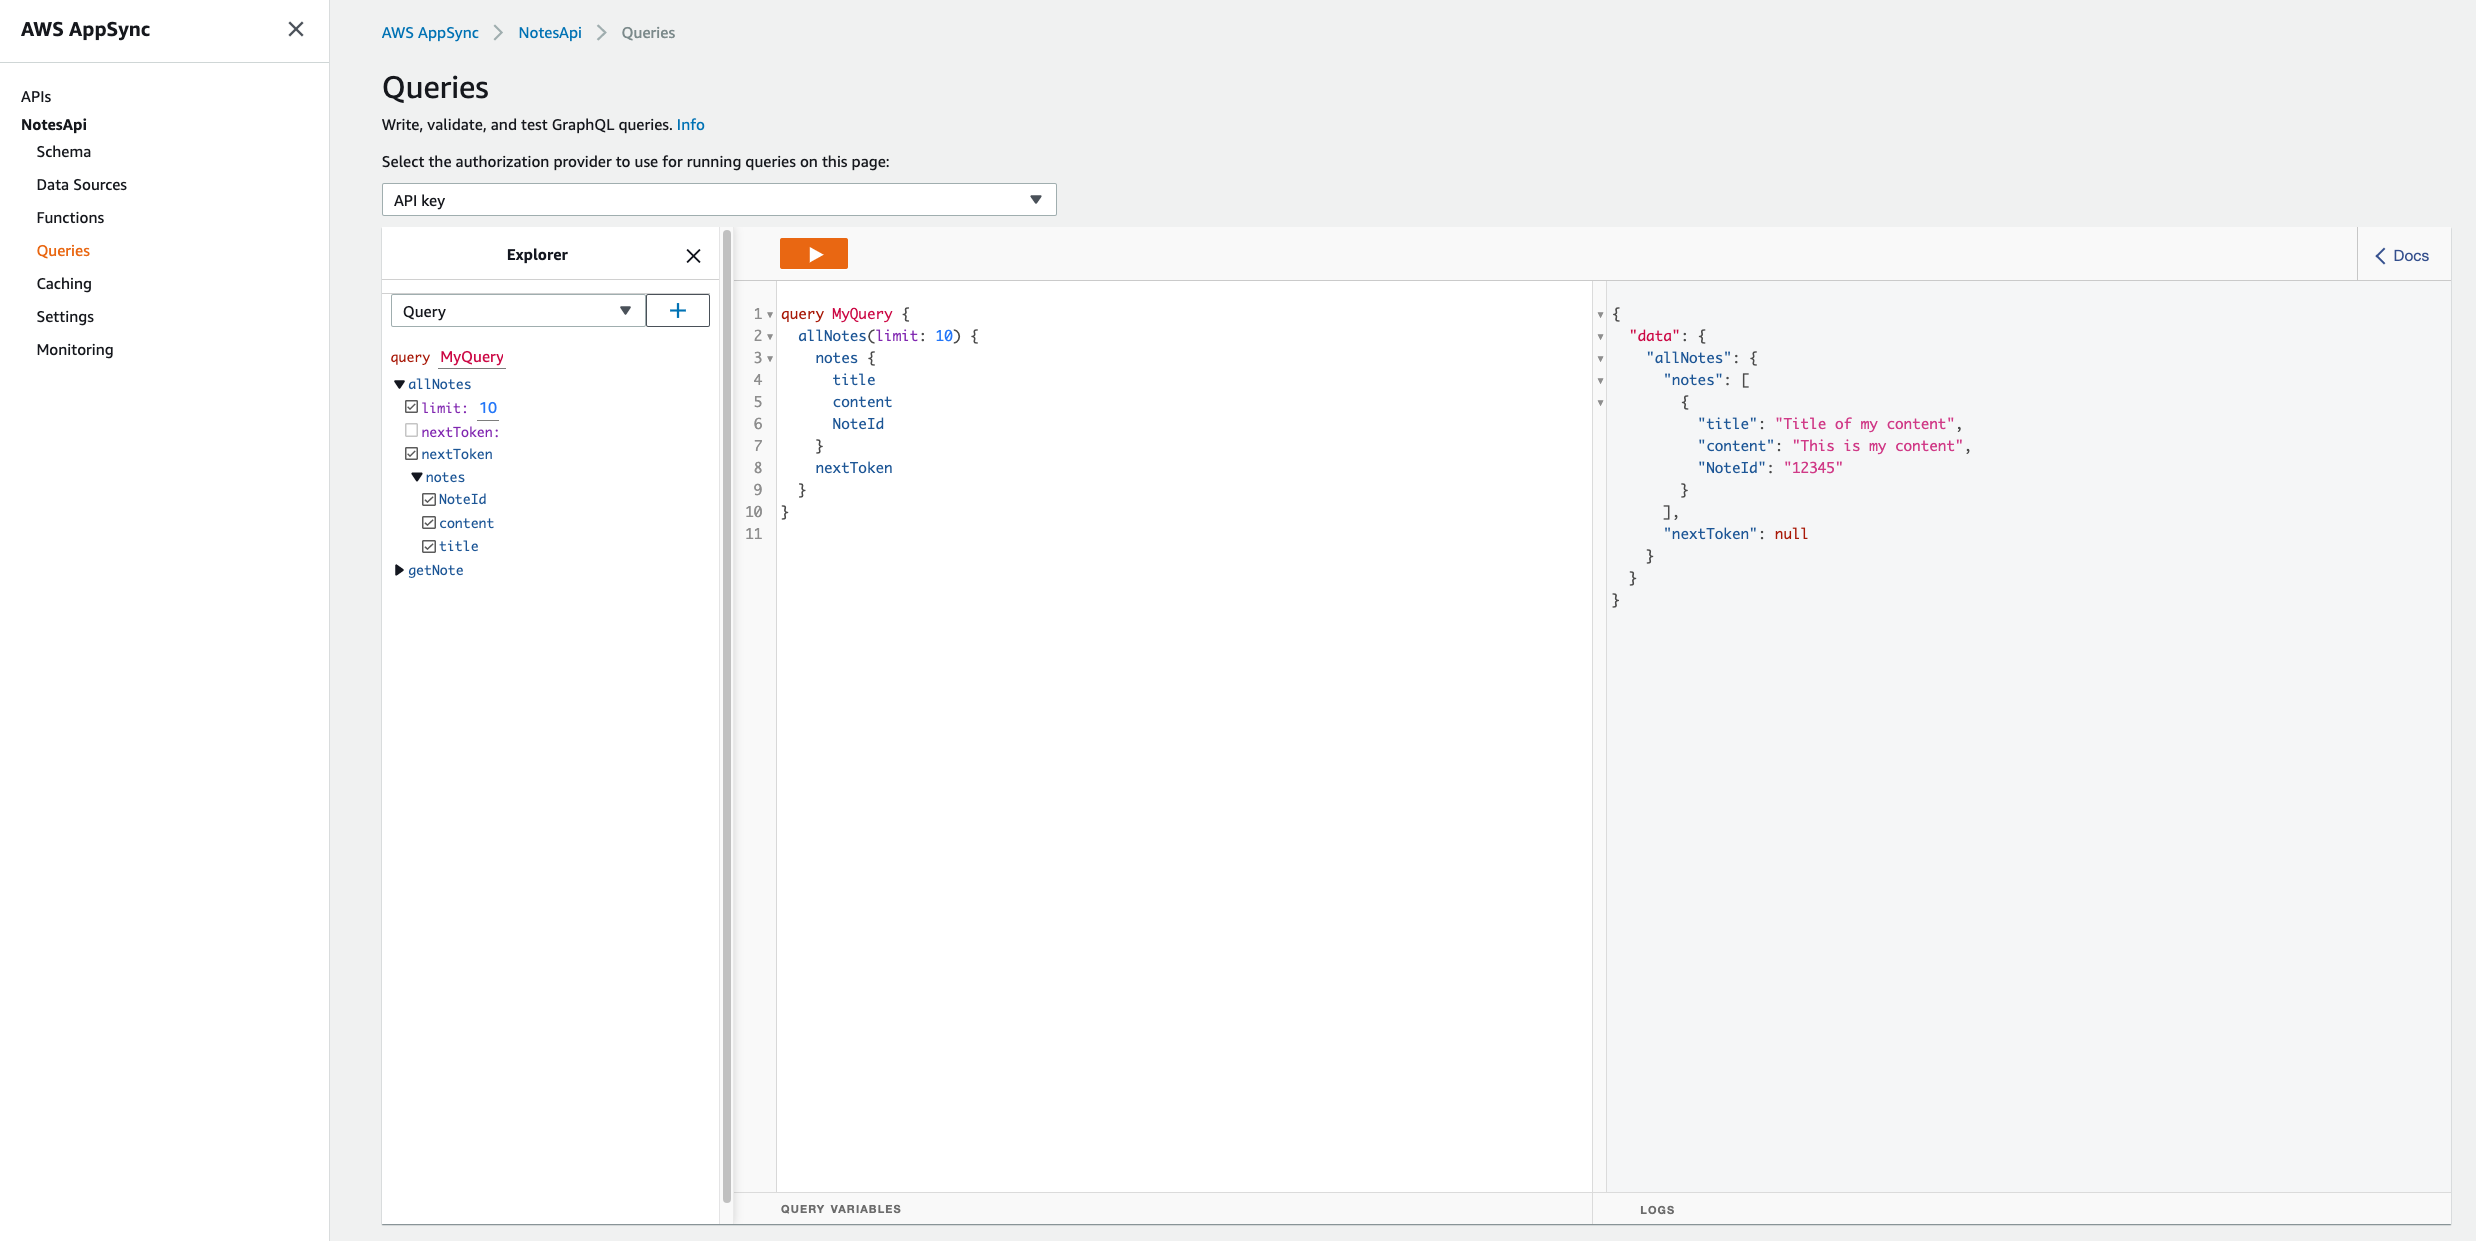 AWS AppSync
APIs
NotesApi
Schema
Data Sources
Functions
Queries
Caching
Settings
Monitoring
AWS AppSync > NotesApi > Queries
Queries
Write, validate, and test GraphQL queries. Info
Select the authorization provider to use for running queries on this page:
API key
Explorer
Query
query MyQuery
allNotes
limit: 10
nextToken:
nextToken
notes
NoteId
content
title
getNote
1 query MyQuery {
2 allNotes(limit: 10) {
3 notes {
4 title
5 content
6 NoteId
7 }
8 nextToken
9 }
10 }
11
QUERY VARIABLES
Docs
{
"data": {
"allNotes": {
"notes": [
{
"title": "Title of my content",
"content": "This is my content",
"NoteId": "12345"
}
],
"nextToken": null
}
}
}
LOGS